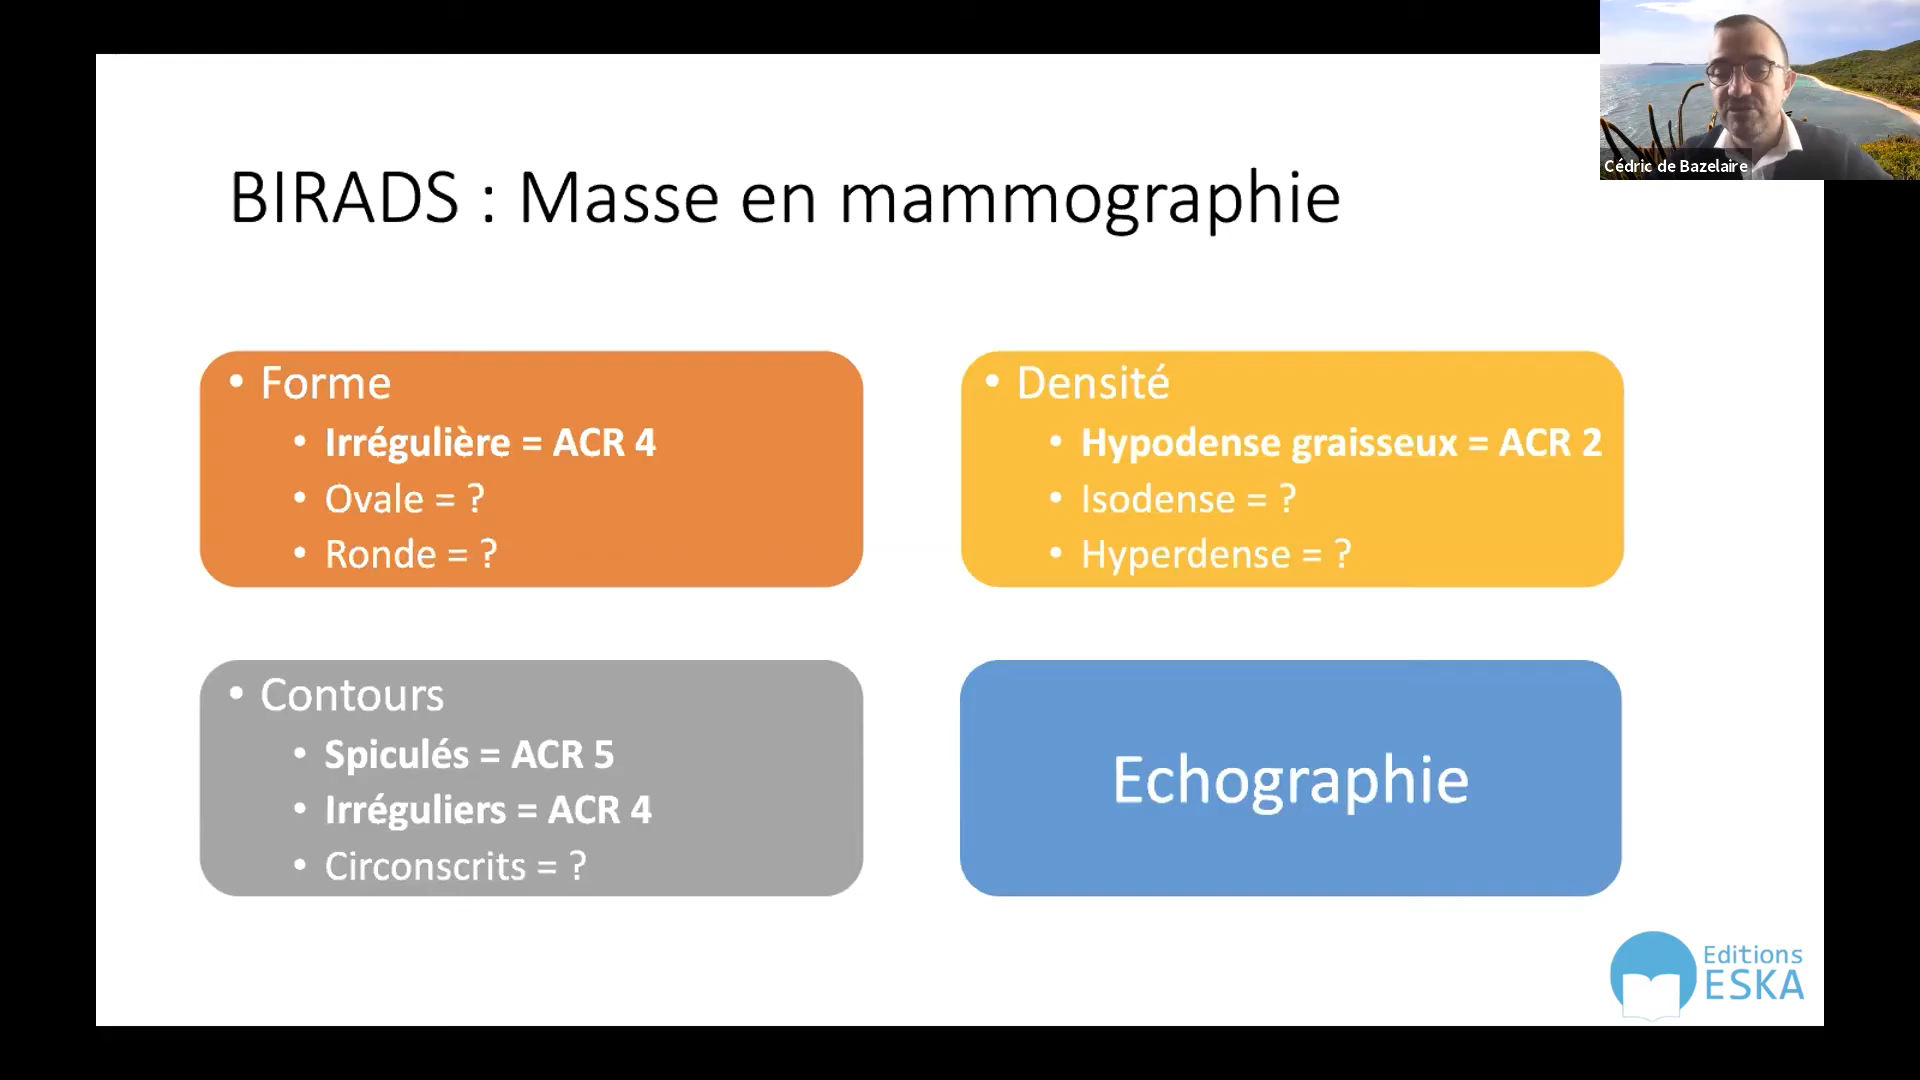 Cédric de Bazelaire
BIRADS : Masse en mammographie
• Forme
• Irrégulière = ACR 4
• Ovale = ?
• Ronde = ?
• Densité
• Hypodense graisseux = ACR 2
• Isodense = ?
• Hyperdense = ?
• Contours
• Spiculés = ACR 5
• Irréguliers = ACR 4
• Circonscrits = ?
Echographie
Editions
ESKA